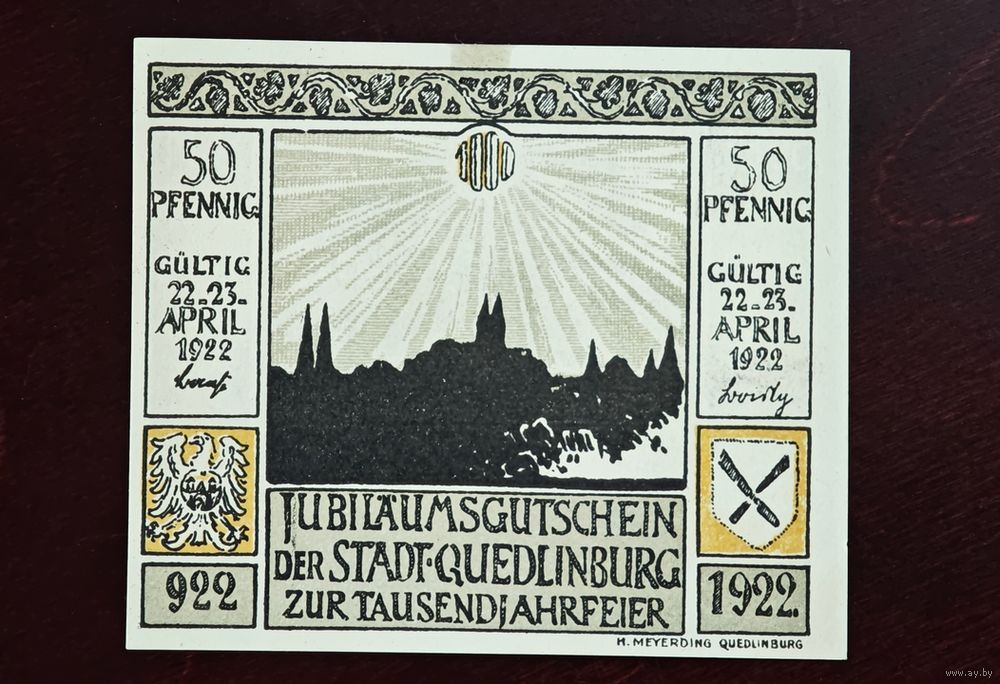 1000
50
PFENNIG
GÜLTIG
22.-23.
APRIL
1922
50
PFENNIG
GÜLTIG
22.-23.
APRIL
1922
922
JUBILÄUMSGUTSCHEIN
DER STADT·QUEDLINBURG
ZUR TAUSENDJAHRFEIER
1922.
H. MEYERDING QUEDLINBURG
www.ay.by